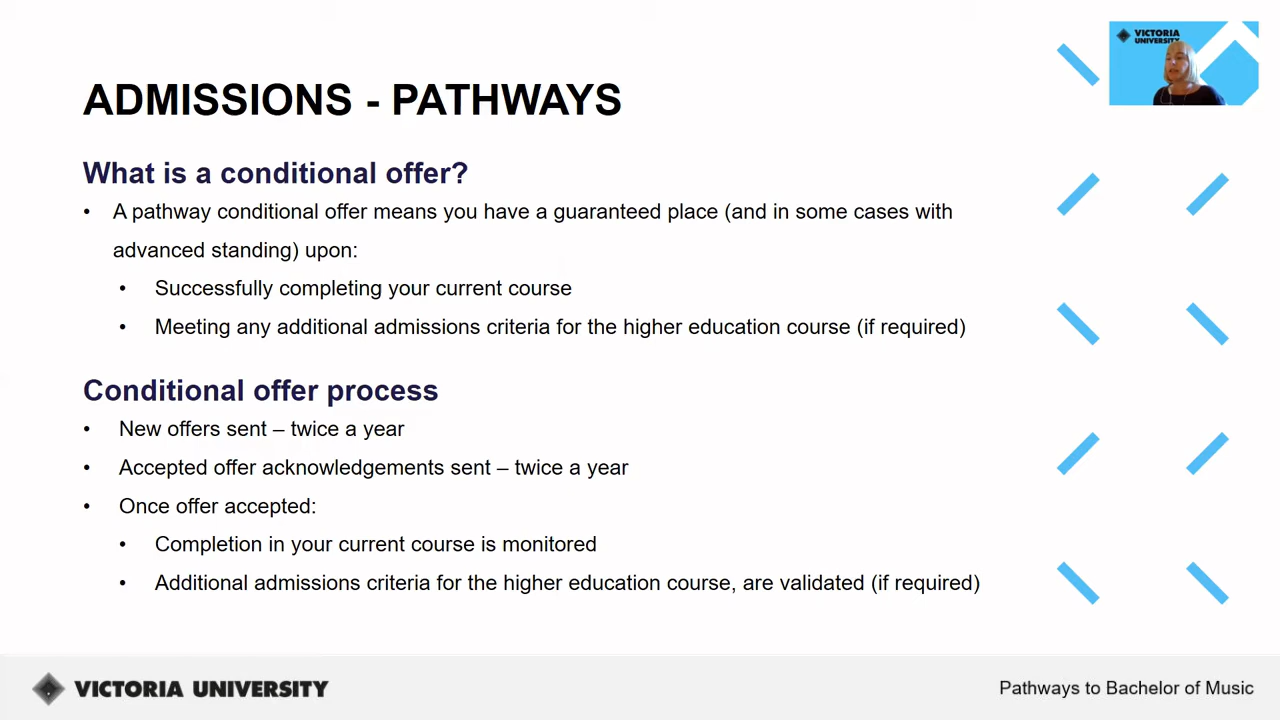 VICTORIA
UNIVERSITY
ADMISSIONS - PATHWAYS
What is a conditional offer?
• A pathway conditional offer means you have a guaranteed place (and in some cases with
advanced standing) upon:
• Successfully completing your current course
• Meeting any additional admissions criteria for the higher education course (if required)
Conditional offer process
• New offers sent – twice a year
• Accepted offer acknowledgements sent – twice a year
• Once offer accepted:
• Completion in your current course is monitored
• Additional admissions criteria for the higher education course, are validated (if required)
VICTORIA UNIVERSITY
Pathways to Bachelor of Music